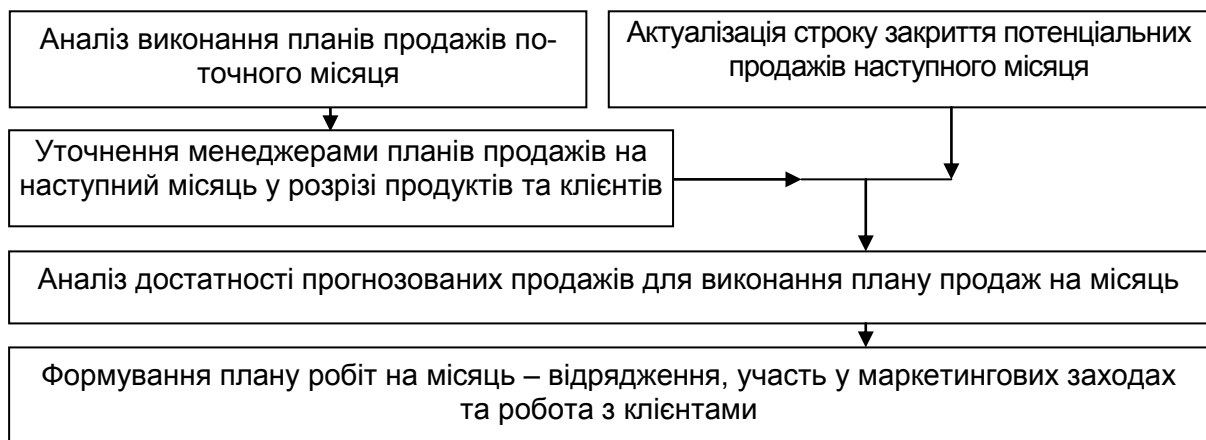 Аналіз виконання планів продажів по-
точного місяця
Актуалізація строку закриття потенціальних
продажів наступного місяця
Уточнення менеджерами планів продажів на
наступний місяць у розрізі продуктів та клієнтів
Аналіз достатності прогнозованих продажів для виконання плану продаж на місяць
Формування плану робіт на місяць – відрядження, участь у маркетингових заходах
та робота з клієнтами